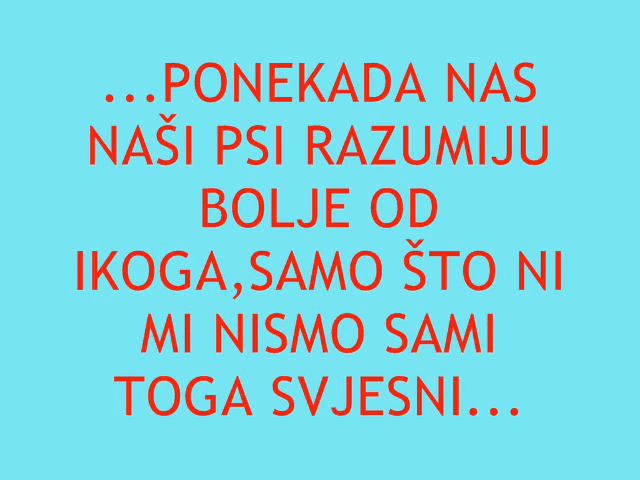 ...PONEKADA NAS
NAŠI PSI RAZUMIJU
BOLJE OD
IKOGA,SAMO ŠTO NI
MI NISMO SAMI
TOGA SVJESNI...